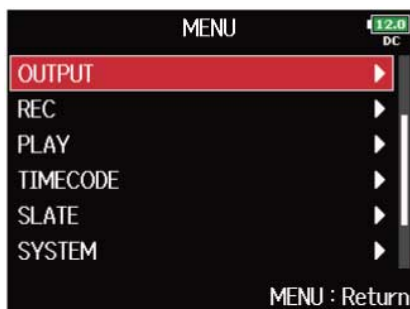 MENU
12.0
DC
OUTPUT
REC
PLAY
TIMECODE
SLATE
SYSTEM
MENU : Return